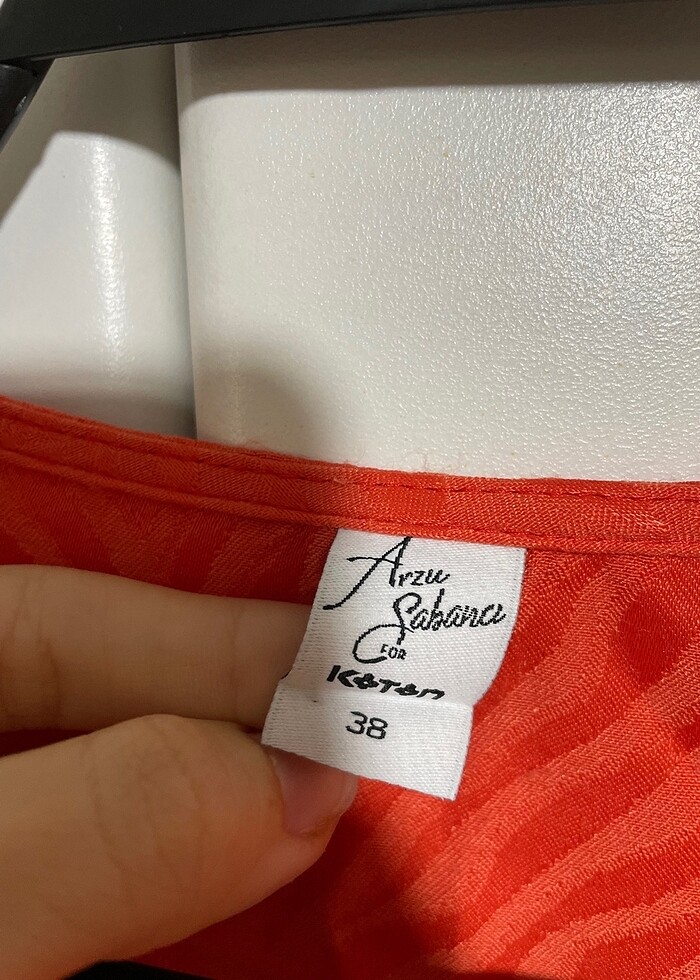 Arzu
Sabancı
FOR
KOTON
38